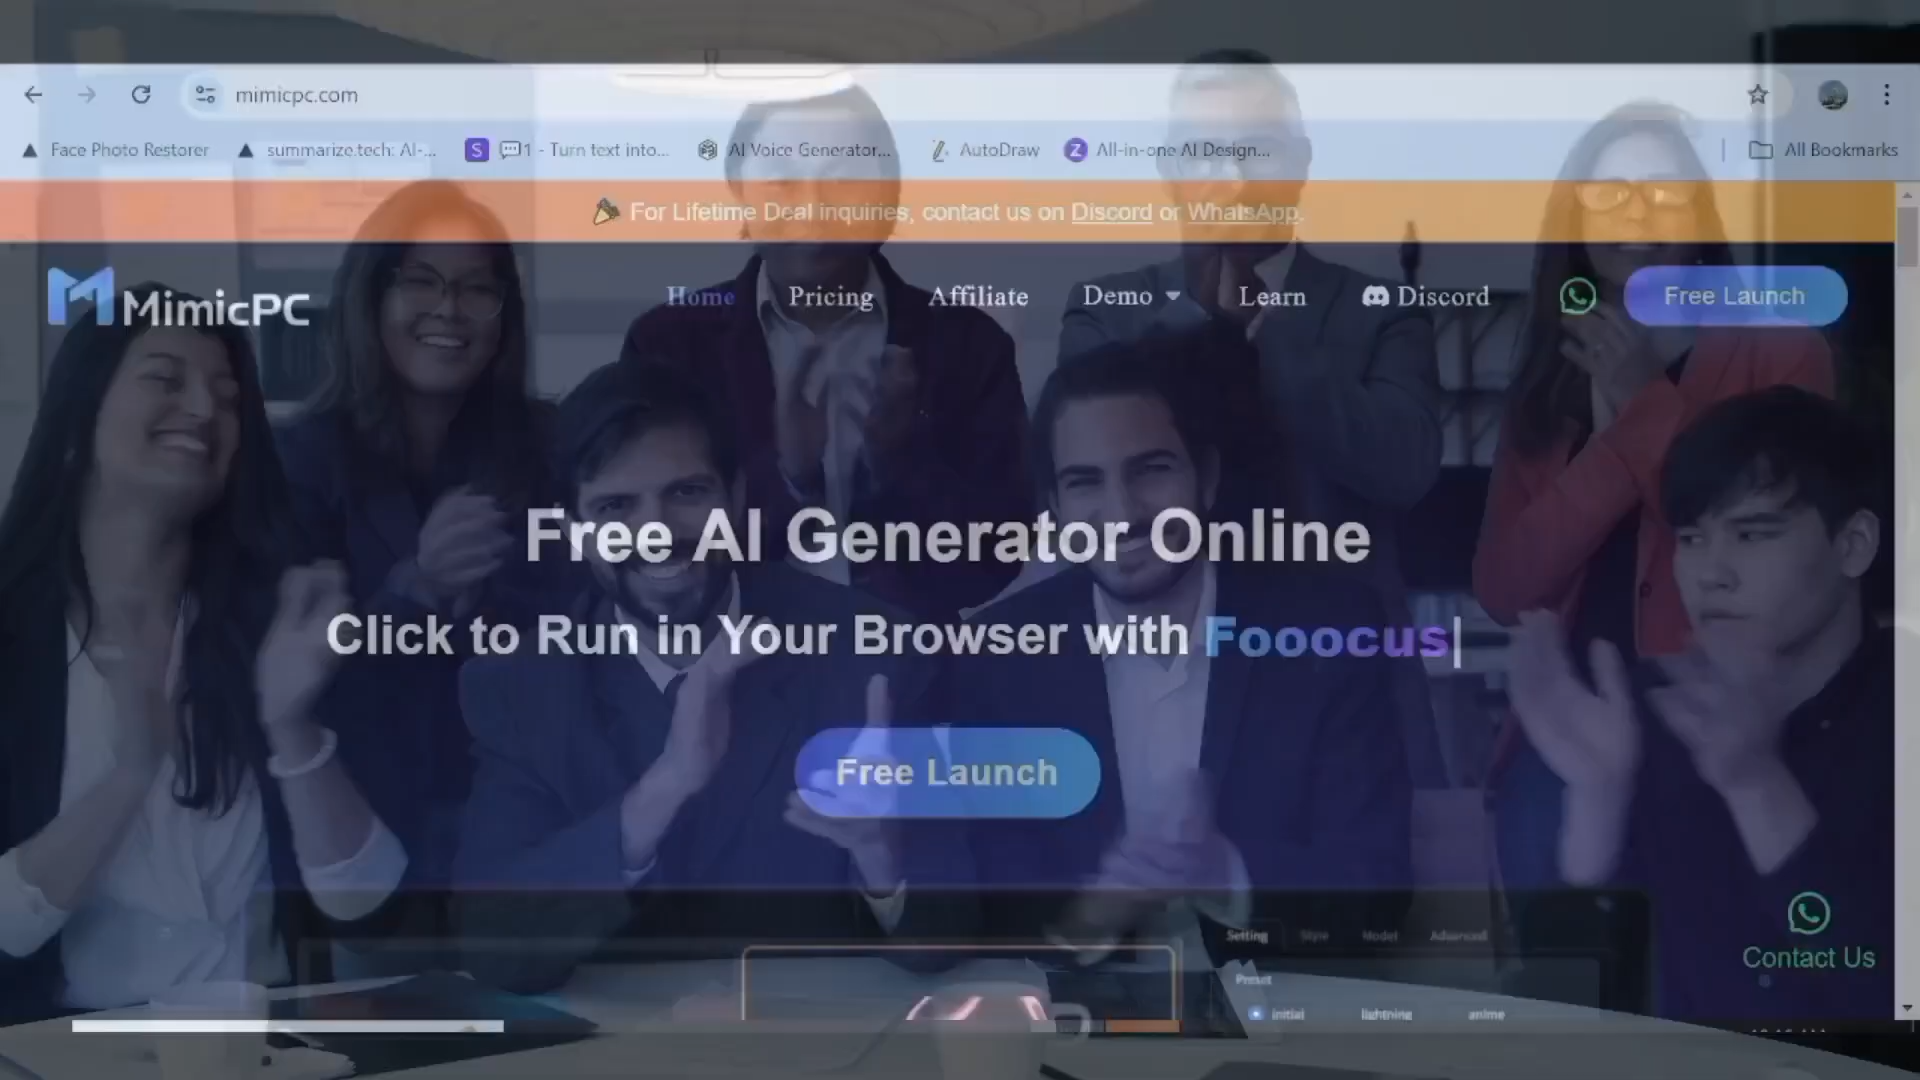 mimicpc.com
Face Photo Restorer
summarize.tech: AI-...
S
1 - Turn text into...
AI Voice Generator...
AutoDraw
Z
All-in-one AI Design...
All Bookmarks
For Lifetime Deal inquiries, contact us on Discord or WhatsApp.
MimicPC
Home
Pricing
Affiliate
Demo
Learn
Discord
Free Launch
Free AI Generator Online
Click to Run in Your Browser with Fooocus|
Free Launch
Setting
Style
Model
Advanced
Contact Us
Preset
initial
lightning
anime